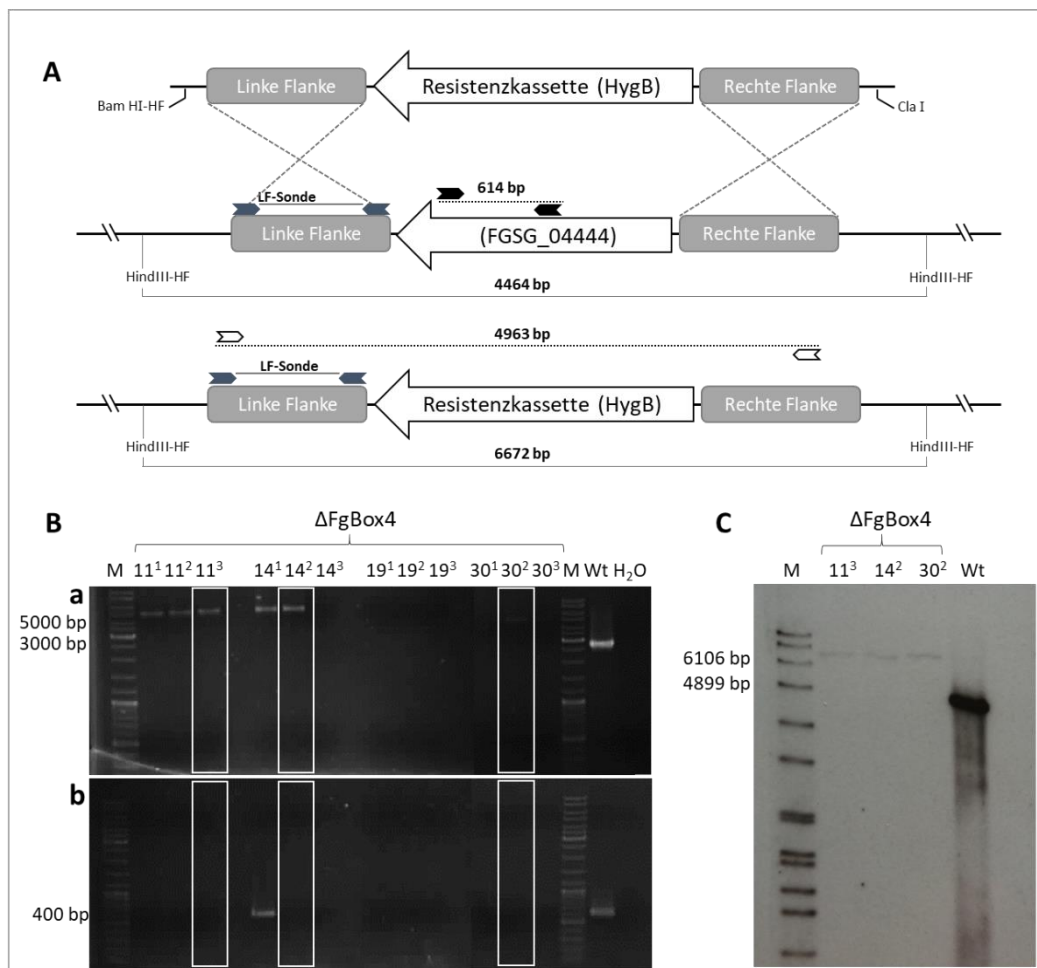 A
Linke Flanke
Resistenzkassette (HygB)
Rechte Flanke
Bam HI-HF
Cla I
614 bp
LF-Sonde
Linke Flanke
(FGSG_04444)
Rechte Flanke
HindIII-HF
HindIII-HF
4464 bp
4963 bp
LF-Sonde
Linke Flanke
Resistenzkassette (HygB)
Rechte Flanke
HindIII-HF
HindIII-HF
6672 bp
B
ΔFgBox4
M 11¹ 11² 11³ 14¹ 14² 14³ 19¹ 19² 19³ 30¹ 30² 30³ M Wt H₂O
a
5000 bp
3000 bp
b
400 bp
C
ΔFgBox4
M 11³ 14² 30² Wt
6106 bp
4899 bp